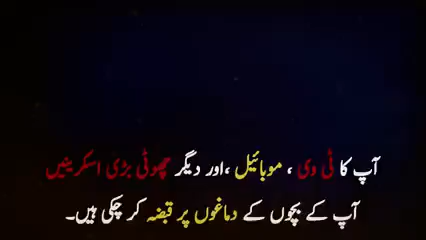 آپ کا ٹی وی ، موبائیل ،اور دیگر چھوٹی بڑی اسکرینیں
آپ کے بچوں کے دماغوں پر قبضہ کر چکی ہیں۔